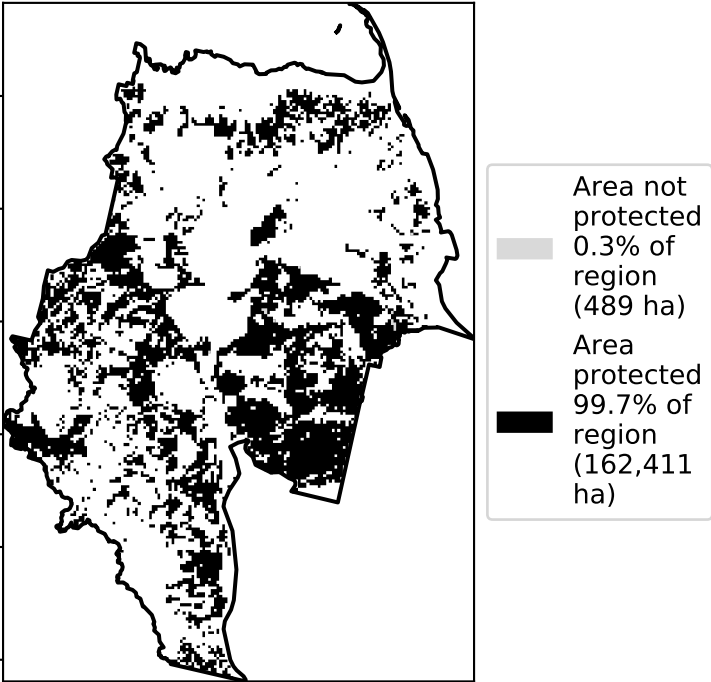 Area not
protected
0.3% of
region
(489 ha)
Area
protected
99.7% of
region
(162,411
ha)